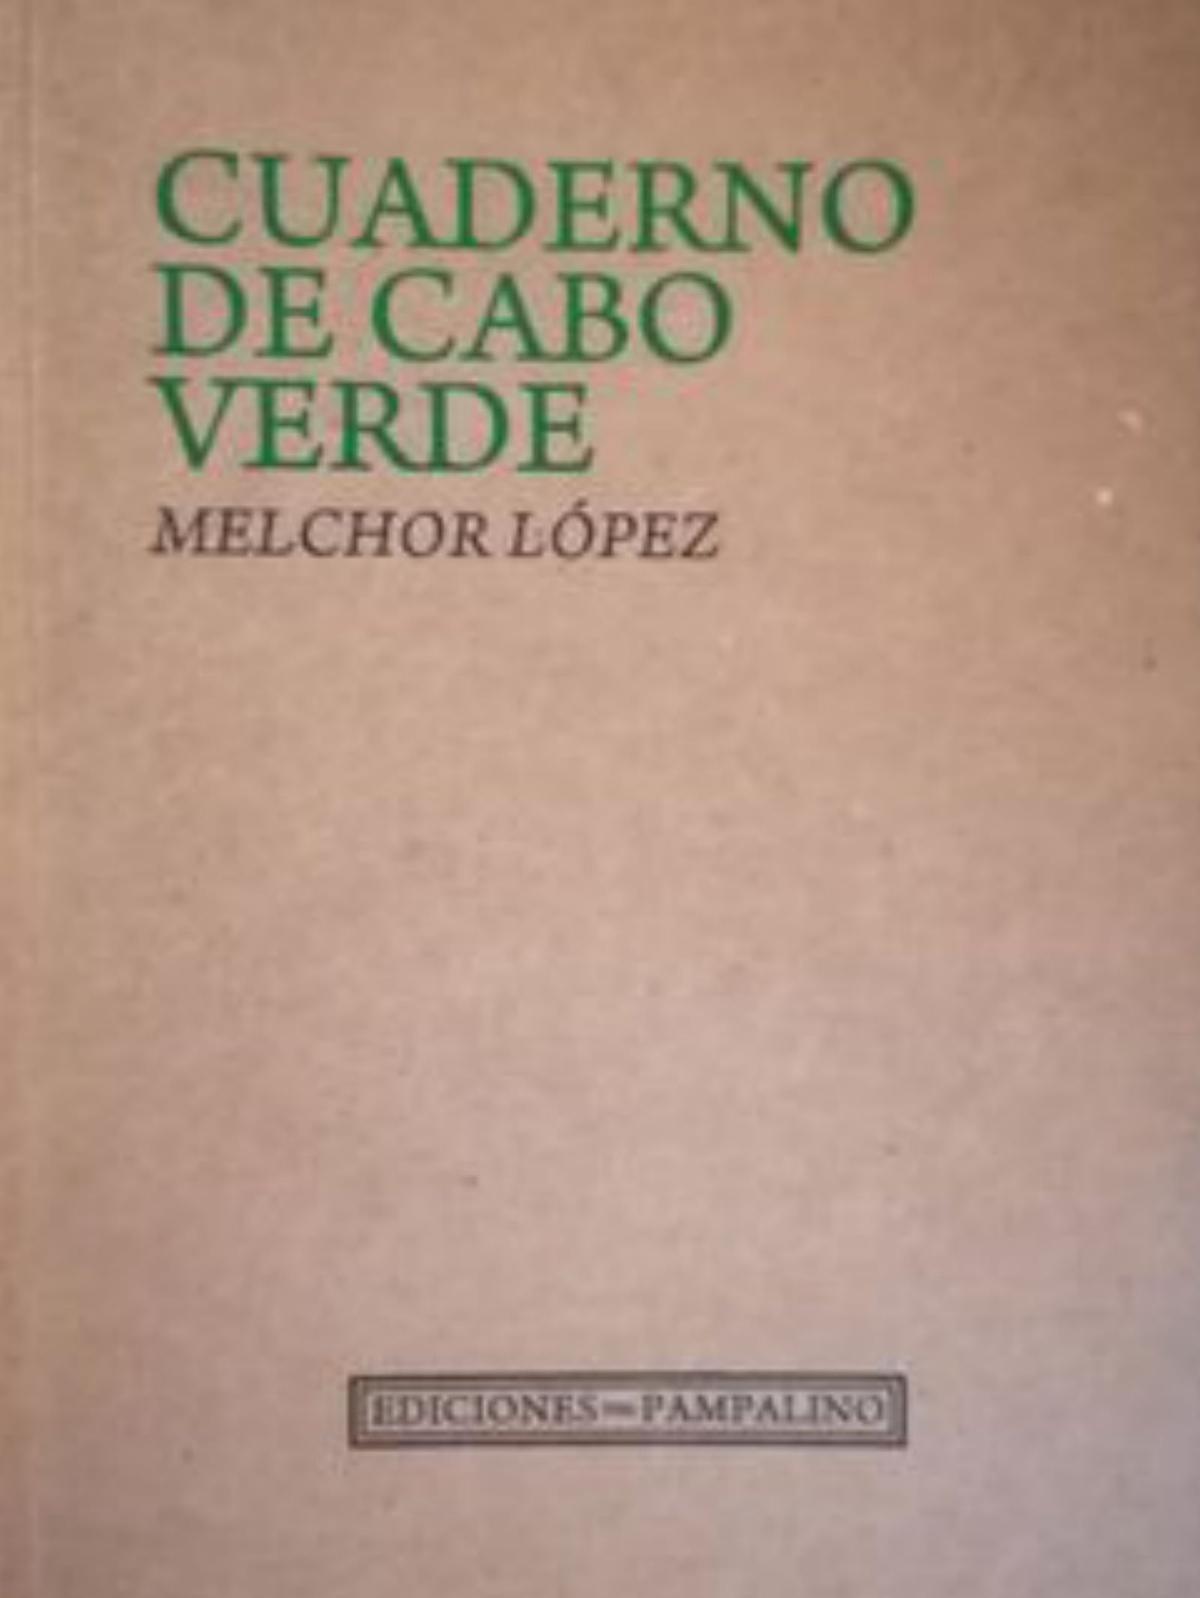 CUADERNO
DE CABO
VERDE
MELCHOR LÓPEZ
EDICIONES PAMPALINO